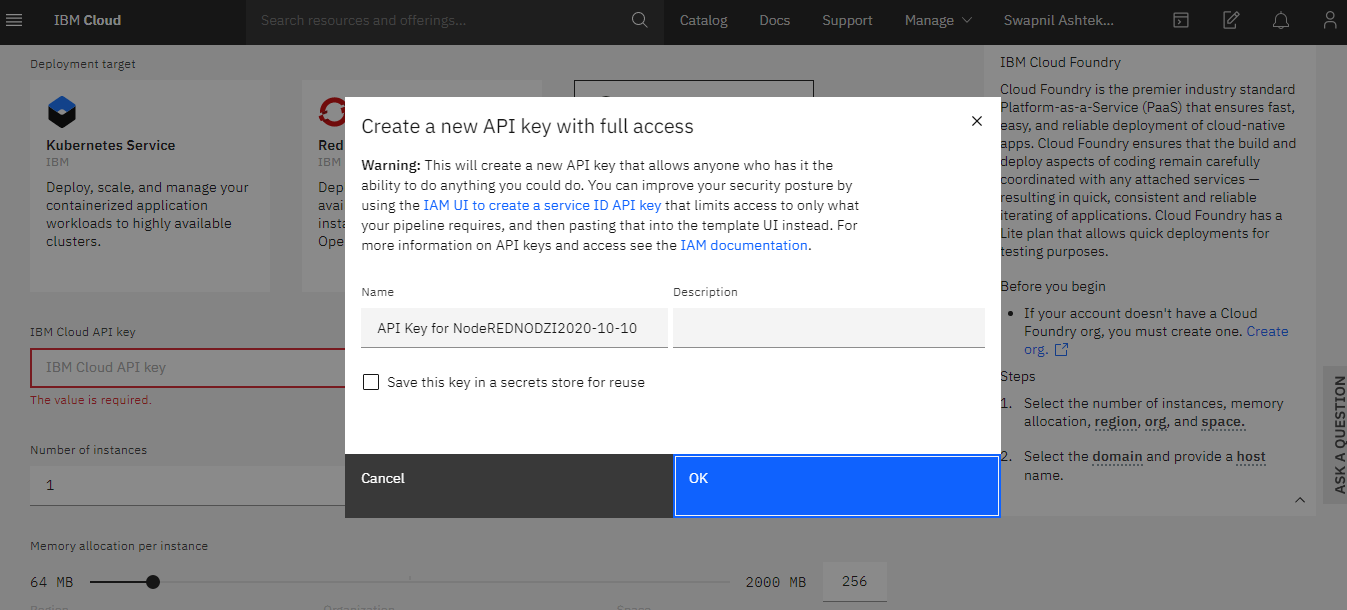 IBM Cloud
Search resources and offerings...
Catalog
Docs
Support
Manage
Swapnil Ashtek...
Deployment target
Kubernetes Service
IBM
Deploy, scale, and manage your
containerized application
workloads to highly available
clusters.
Red
IBM
Dep
avai
insta
Ope
IBM Cloud API key
IBM Cloud API key
The value is required.
Number of instances
1
Memory allocation per instance
64 MB
2000 MB
256
Region
Organization
Space
Create a new API key with full access
Warning: This will create a new API key that allows anyone who has it the
ability to do anything you could do. You can improve your security posture by
using the IAM UI to create a service ID API key that limits access to only what
your pipeline requires, and then pasting that into the template UI instead. For
more information on API keys and access see the IAM documentation.
Name
Description
API Key for NodeREDNODZI2020-10-10
Save this key in a secrets store for reuse
Cancel
OK
IBM Cloud Foundry
Cloud Foundry is the premier industry standard
Platform-as-a-Service (PaaS) that ensures fast,
easy, and reliable deployment of cloud-native
apps. Cloud Foundry ensures that the build and
deploy aspects of coding remain carefully
coordinated with any attached services —
resulting in quick, consistent and reliable
iterating of applications. Cloud Foundry has a
Lite plan that allows quick deployments for
testing purposes.
Before you begin
If your account doesn't have a Cloud
Foundry org, you must create one. Create
org.
Steps
1. Select the number of instances, memory
allocation, region, org, and space.
2. Select the domain and provide a host
name.
ASK A QUESTION